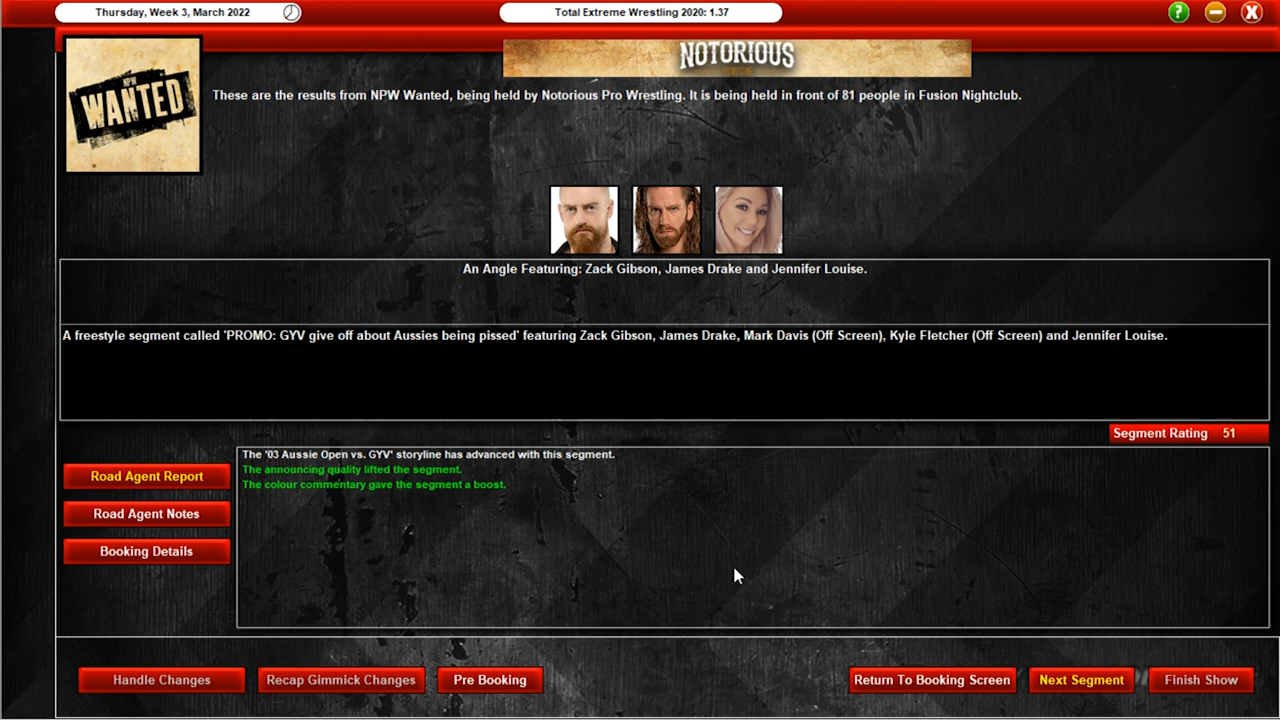 Thursday, Week 3, March 2022
Total Extreme Wrestling 2020: 1.37
?
NPW
WANTED
NOTORIOUS
These are the results from NPW Wanted, being held by Notorious Pro Wrestling. It is being held in front of 81 people in Fusion Nightclub.
An Angle Featuring: Zack Gibson, James Drake and Jennifer Louise.
A freestyle segment called 'PROMO: GYV give off about Aussies being pissed' featuring Zack Gibson, James Drake, Mark Davis (Off Screen), Kyle Fletcher (Off Screen) and Jennifer Louise.
Segment Rating 51
The '03 Aussie Open vs. GYV' storyline has advanced with this segment.
The announcing quality lifted the segment.
The colour commentary gave the segment a boost.
Road Agent Report
Road Agent Notes
Booking Details
Handle Changes
Recap Gimmick Changes
Pre Booking
Return To Booking Screen
Next Segment
Finish Show